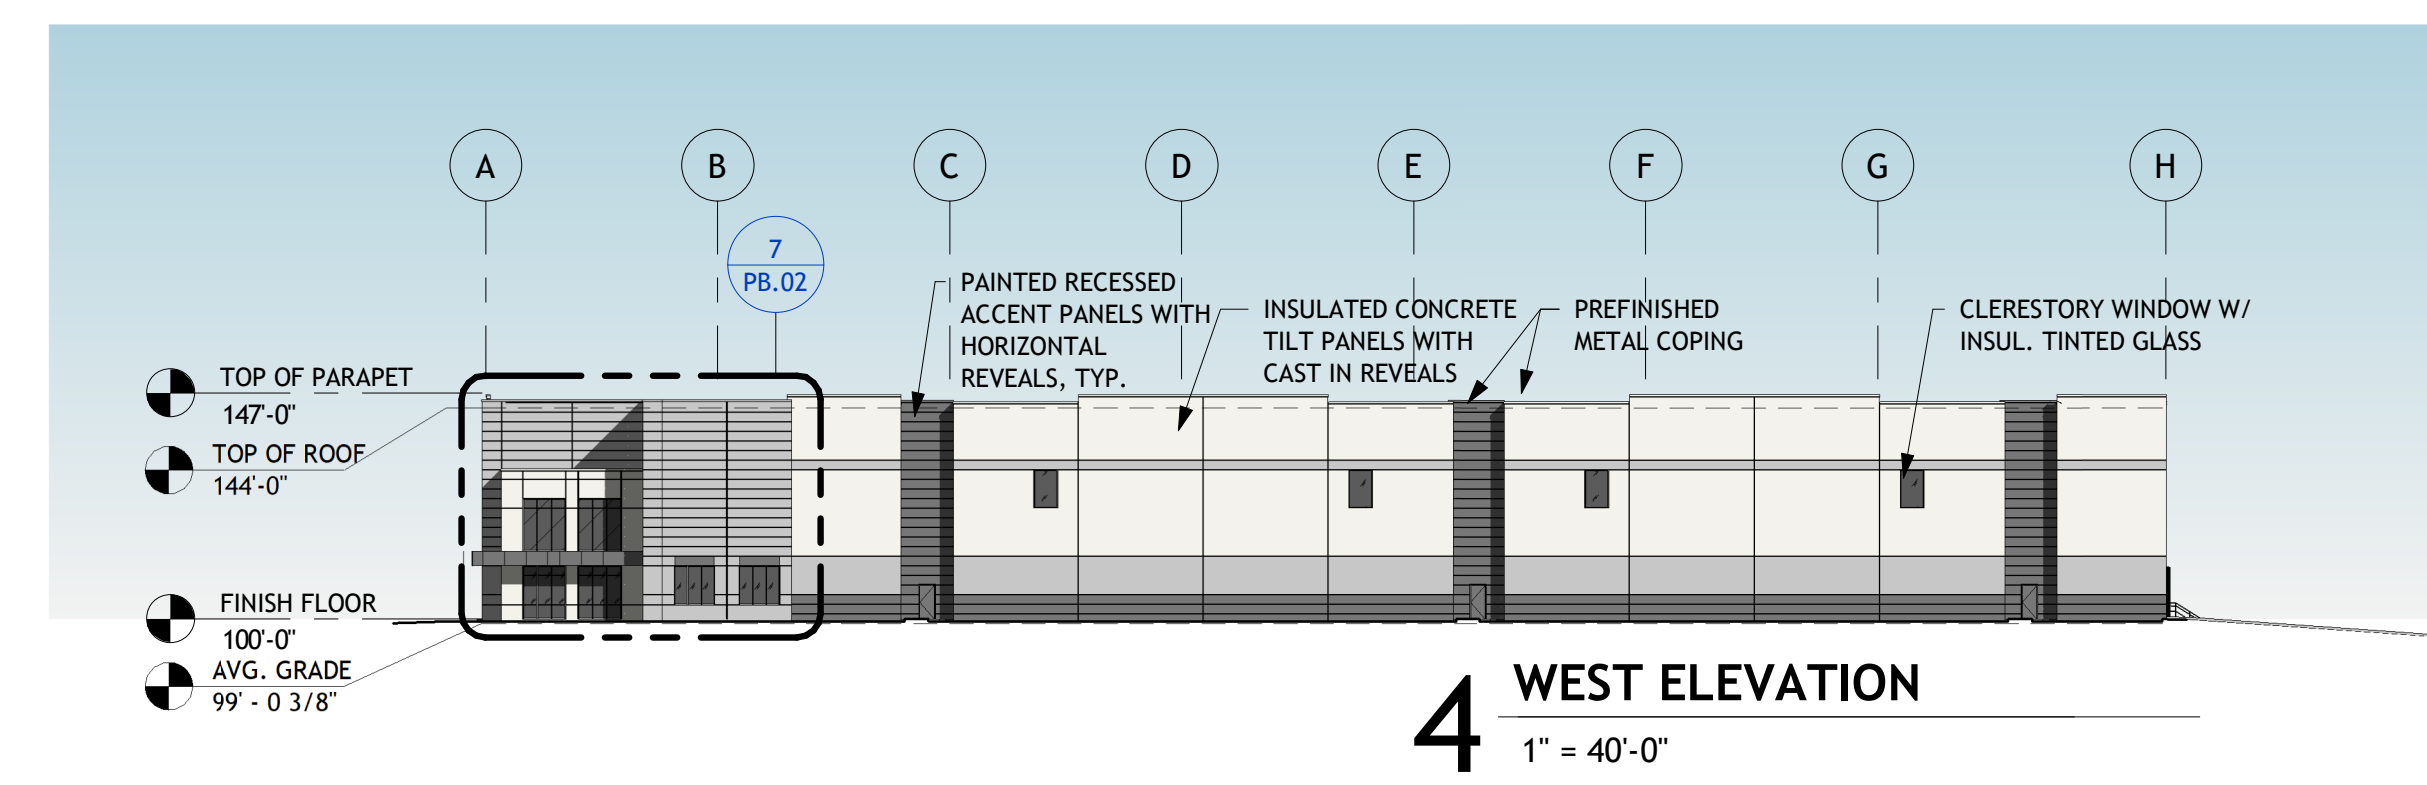 A
B
C
D
E
F
G
H
7
PB.02
PAINTED RECESSED
ACCENT PANELS WITH
HORIZONTAL
REVEALS, TYP.
INSULATED CONCRETE
TILT PANELS WITH
CAST IN REVEALS
PREFINISHED
METAL COPING
CLERESTORY WINDOW W/
INSUL. TINTED GLASS
TOP OF PARAPET
147'-0"
TOP OF ROOF
144'-0"
FINISH FLOOR
100'-0"
AVG. GRADE
99' - 0 3/8"
4
WEST ELEVATION
1" = 40'-0"